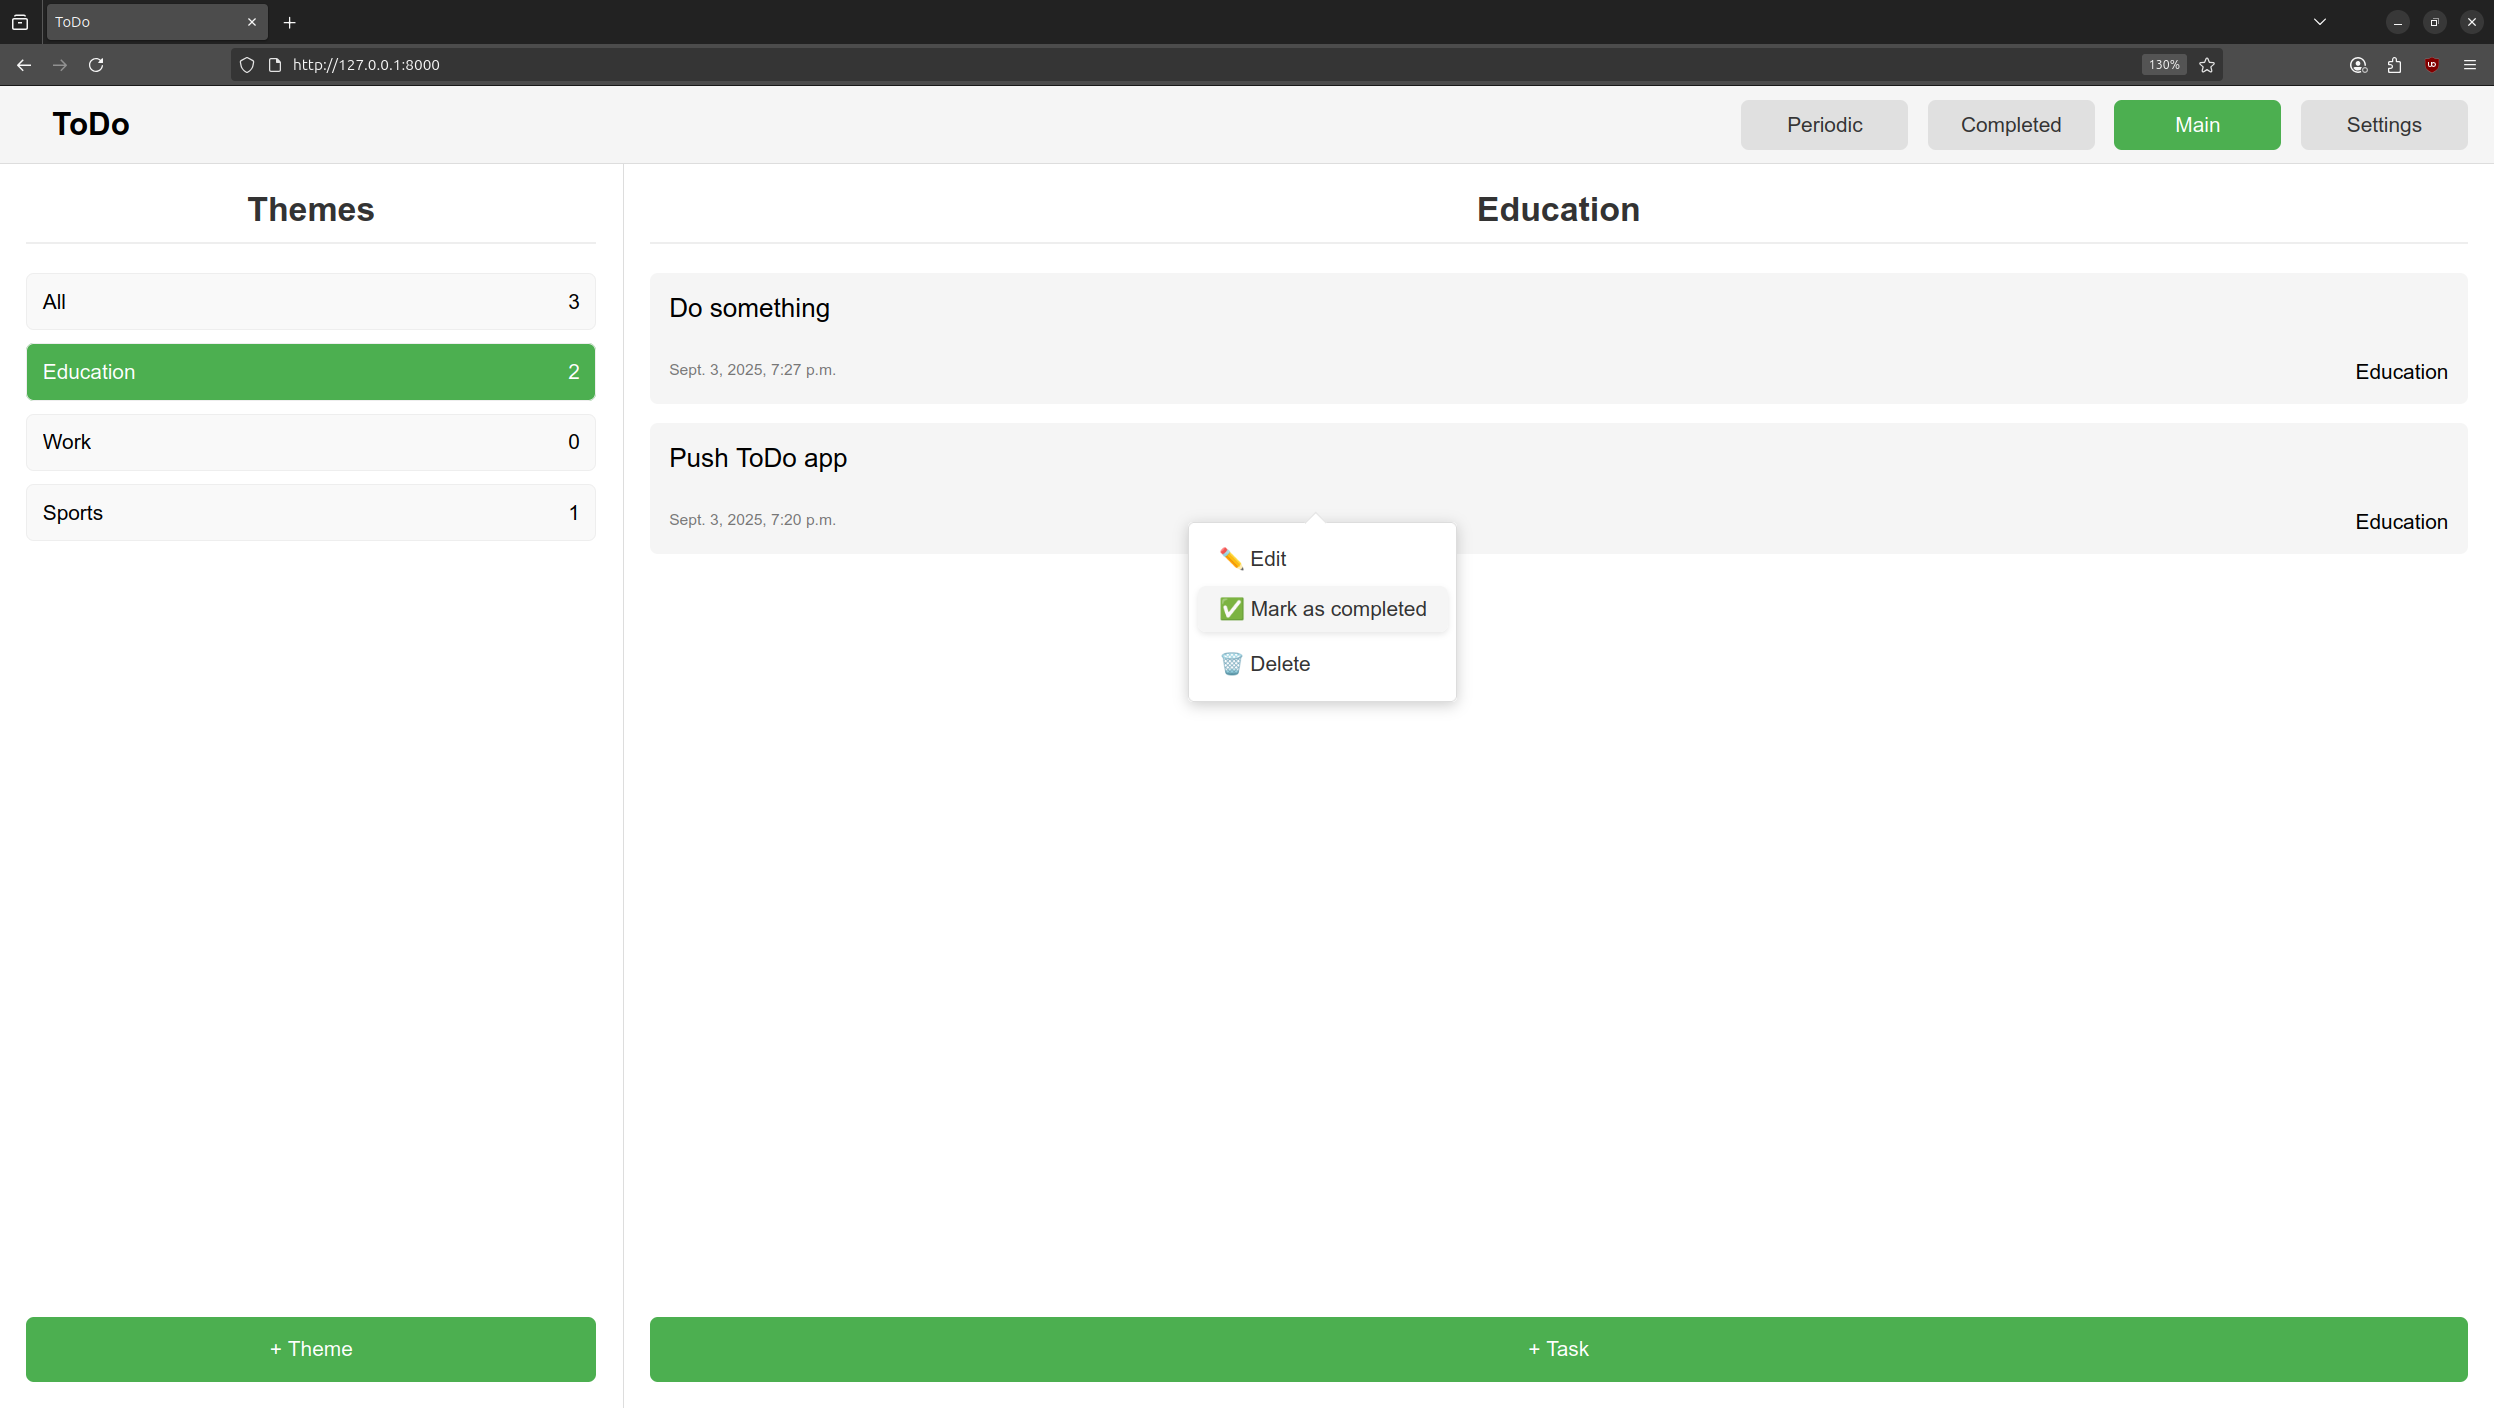 ToDo
http://127.0.0.1:8000
130%
ToDo
Periodic
Completed
Main
Settings
Themes
All 3
Education 2
Work 0
Sports 1
+ Theme
Education
Do something
Sept. 3, 2025, 7:27 p.m.
Education
Push ToDo app
Sept. 3, 2025, 7:20 p.m.
Education
Edit
Mark as completed
Delete
+ Task